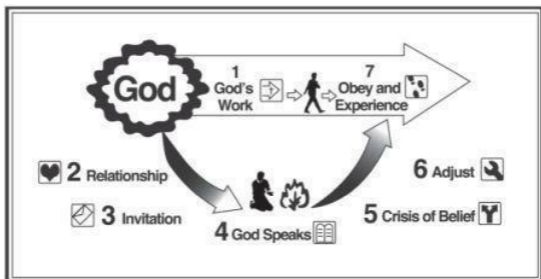 God
1
God's
Work
7
Obey and
Experience
2 Relationship
3 Invitation
4 God Speaks
5 Crisis of Belief
6 Adjust